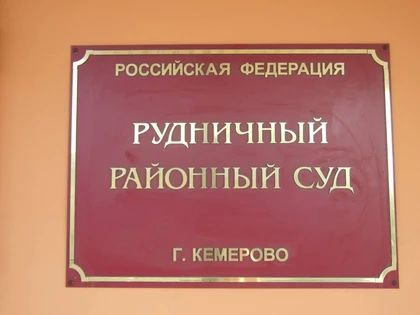 РОССИЙСКАЯ ФЕДЕРАЦИЯ
РУДНИЧНЫЙ
РАЙОННЫЙ СУД
Г. КЕМЕРОВО